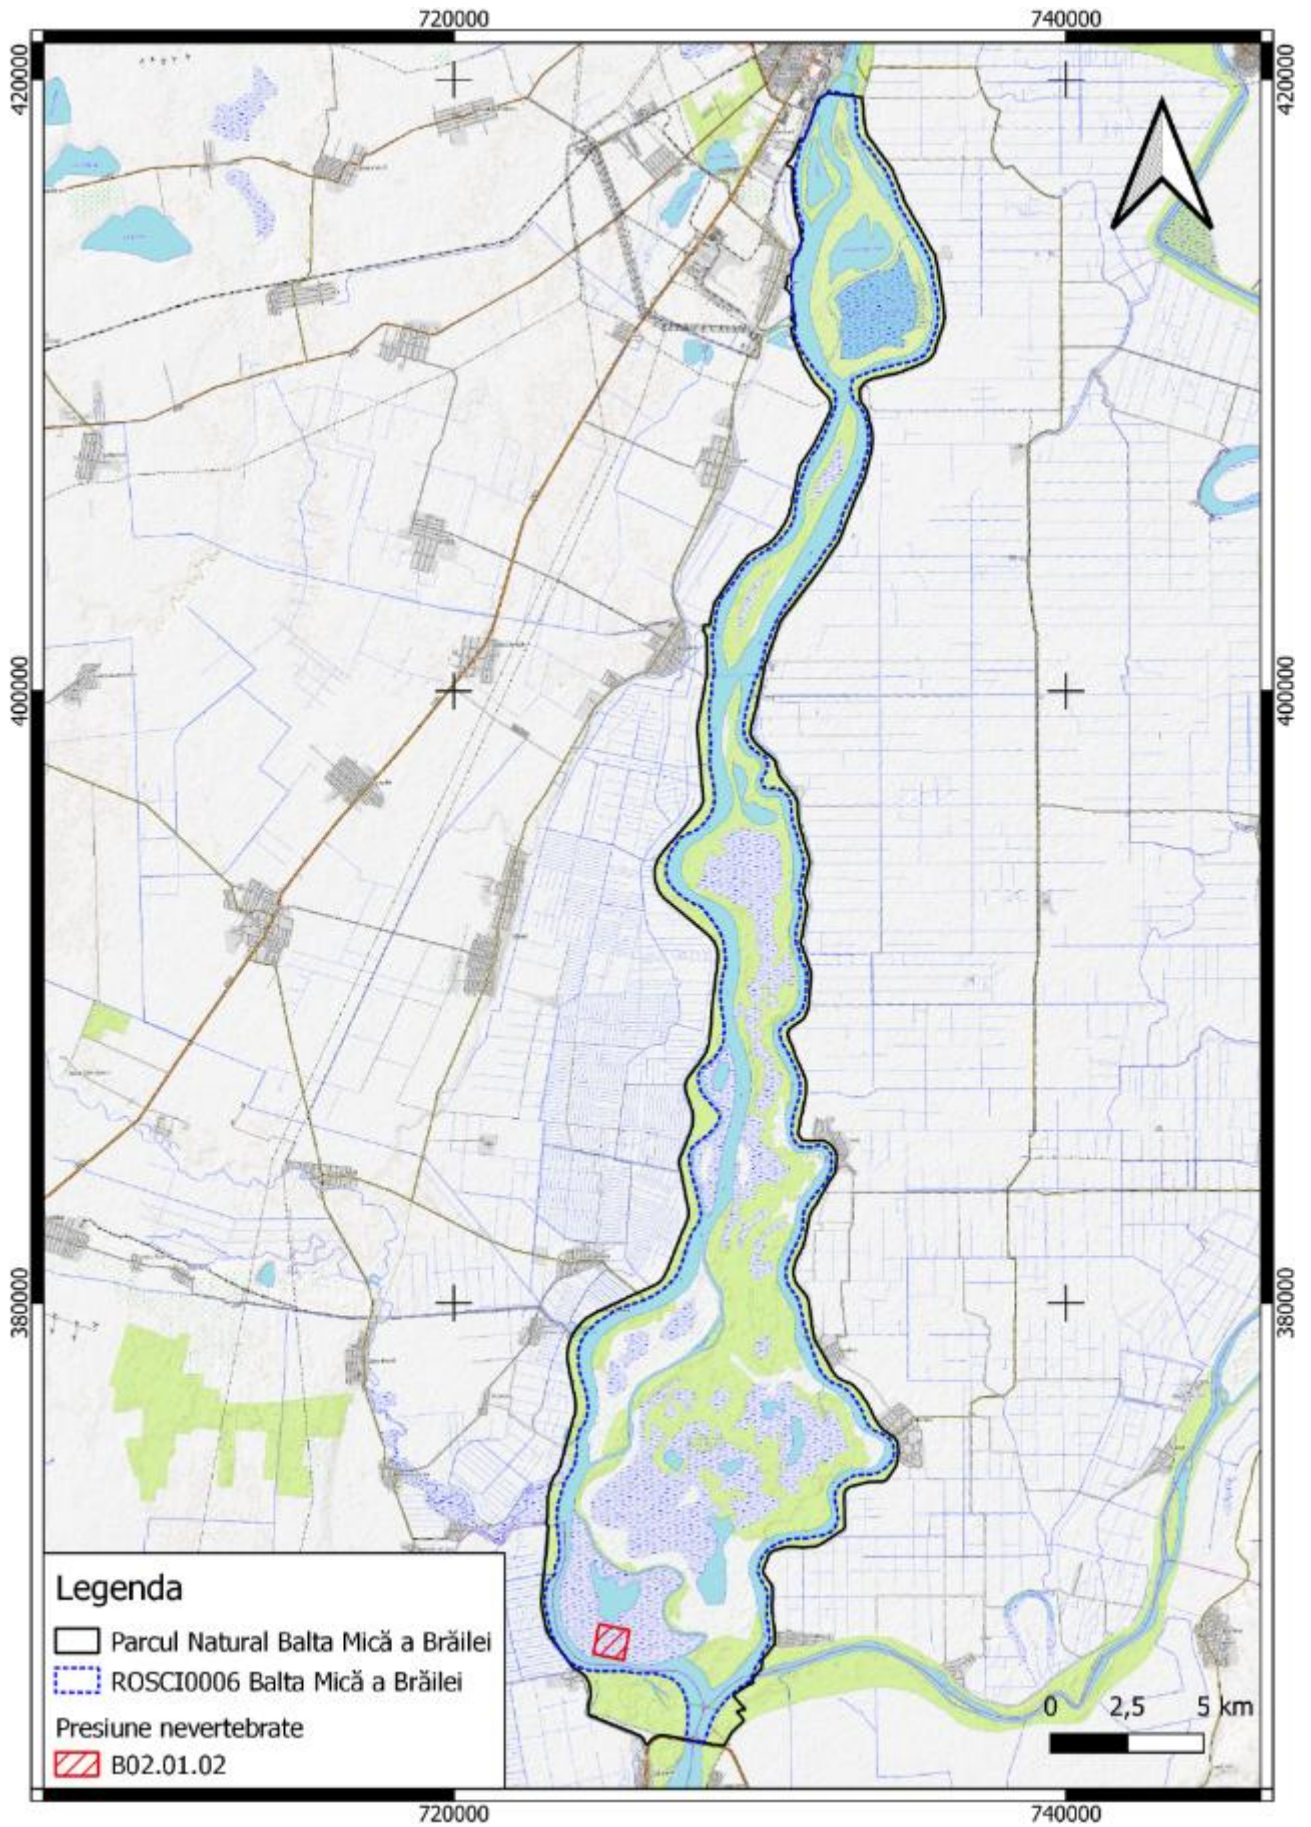 720000
740000
420000
420000
400000
400000
380000
380000
Legenda
Parcul Natural Balta Mică a Brăilei
ROSCI0006 Balta Mică a Brăilei
Presiune nevertebrate
B02.01.02
0 2,5 5 km
720000
740000